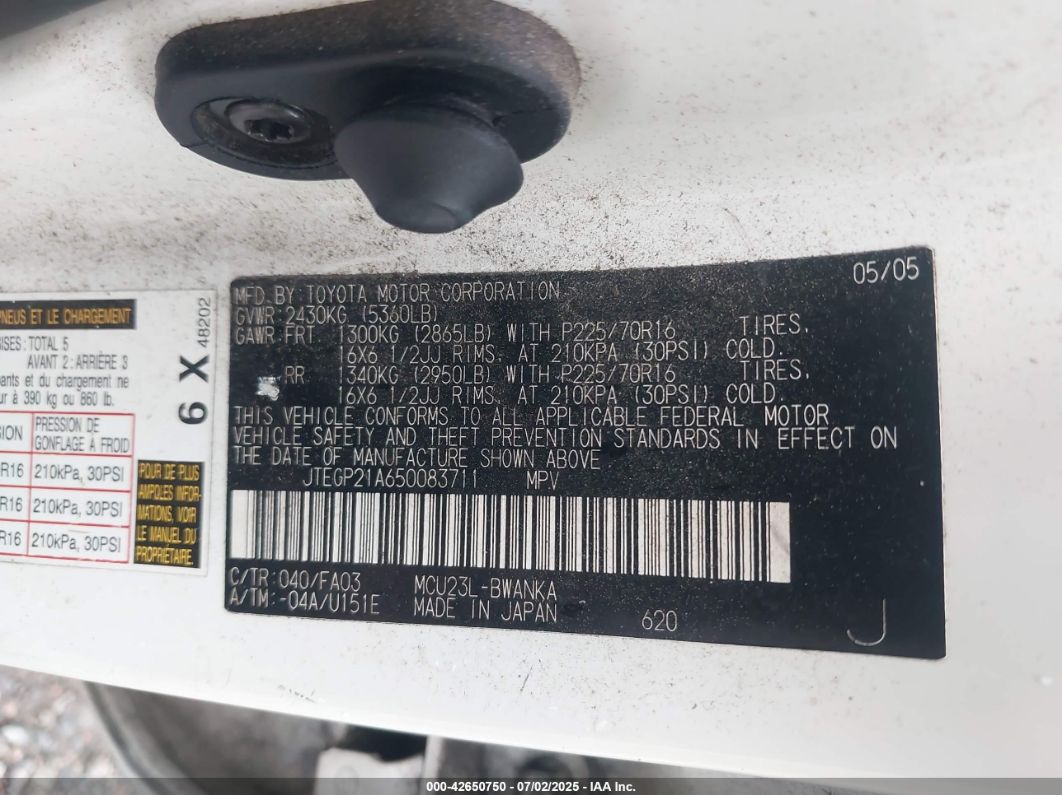 05/05
MFD. BY: TOYOTA MOTOR CORPORATION
GVWR: 2430KG (5360LB)
GAWR: FRT 1300KG (2865LB) WITH P225/70R16 TIRES,
16X6 1/2JJ RIMS, AT 210KPA (30PSI) COLD.
RR 1340KG (2950LB) WITH P225/70R16 TIRES,
16X6 1/2JJ RIMS, AT 210KPA (30PSI) COLD.
THIS VEHICLE CONFORMS TO ALL APPLICABLE FEDERAL MOTOR
VEHICLE SAFETY AND THEFT PREVENTION STANDARDS IN EFFECT ON
THE DATE OF MANUFACTURE SHOWN ABOVE
JTEGP21A650083711 MPV
C/TR: 040/FA03 MCU23L-BWANKA
A/TM: -04A/U151E MADE IN JAPAN
620
J
PNEUS ET LE CHARGEMENT
TOTAL 5
AVANT 2: ARRIÈRE 3
et du chargement ne
à 390 kg ou 860 lb.
PRESSION DE
GONFLAGE À FROID
R16 210kPa, 30PSI
R16 210kPa, 30PSI
R16 210kPa, 30PSI
POUR DE PLUS
AMPLES INFOR-
MATIONS, VOIR
LE MANUEL DU
PROPRIÉTAIRE.
6 X 48202
000-42650750 - 07/02/2025 - IAA Inc.